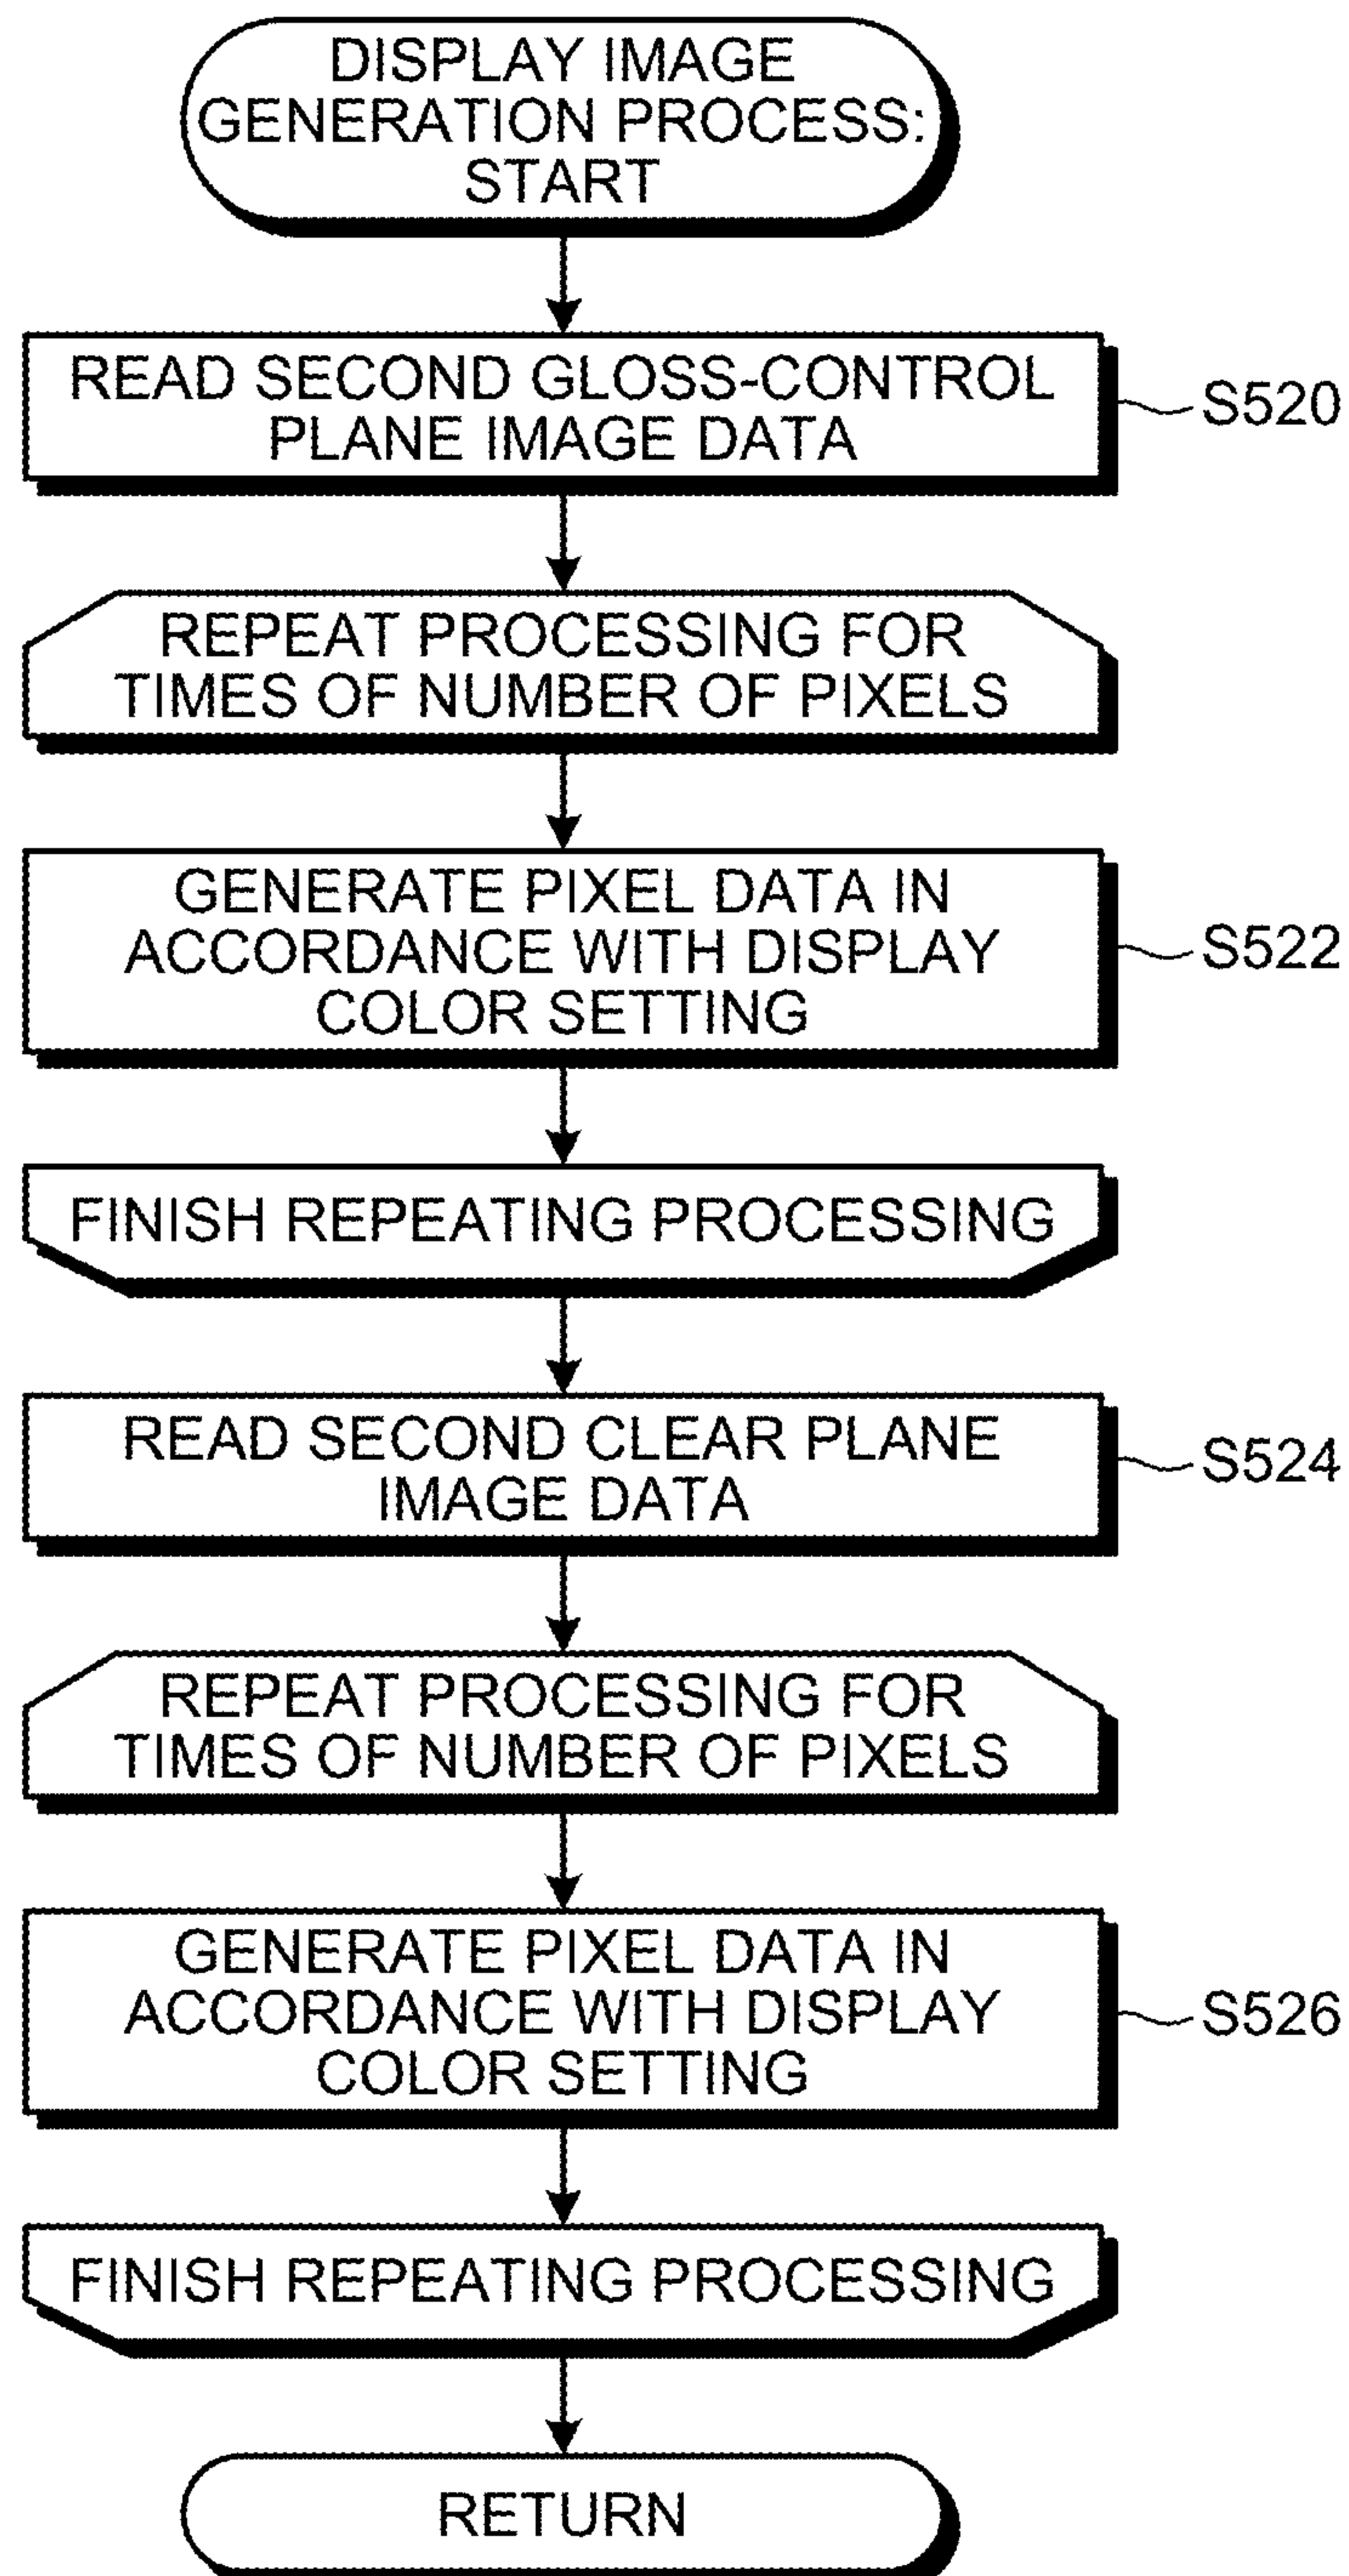 DISPLAY IMAGE
GENERATION PROCESS:
START
READ SECOND GLOSS-CONTROL
PLANE IMAGE DATA
S520
REPEAT PROCESSING FOR
TIMES OF NUMBER OF PIXELS
GENERATE PIXEL DATA IN
ACCORDANCE WITH DISPLAY
COLOR SETTING
S522
FINISH REPEATING PROCESSING
READ SECOND CLEAR PLANE
IMAGE DATA
S524
REPEAT PROCESSING FOR
TIMES OF NUMBER OF PIXELS
GENERATE PIXEL DATA IN
ACCORDANCE WITH DISPLAY
COLOR SETTING
S526
FINISH REPEATING PROCESSING
RETURN